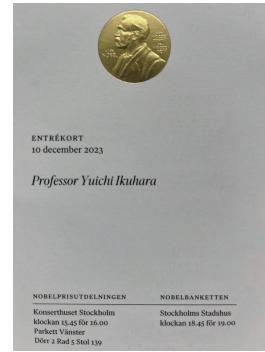 ENTRÉKORT
10 december 2023
Professor Yuichi Ikuhara
NOBELPRISUTDELNINGEN
Konserthuset Stockholm
klockan 15.45 för 16.00
Parkett Vänster
Dörr 2 Rad 5 Stol 139
NOBELBANKETTEN
Stockholms Stadshus
klockan 18.45 för 19.00